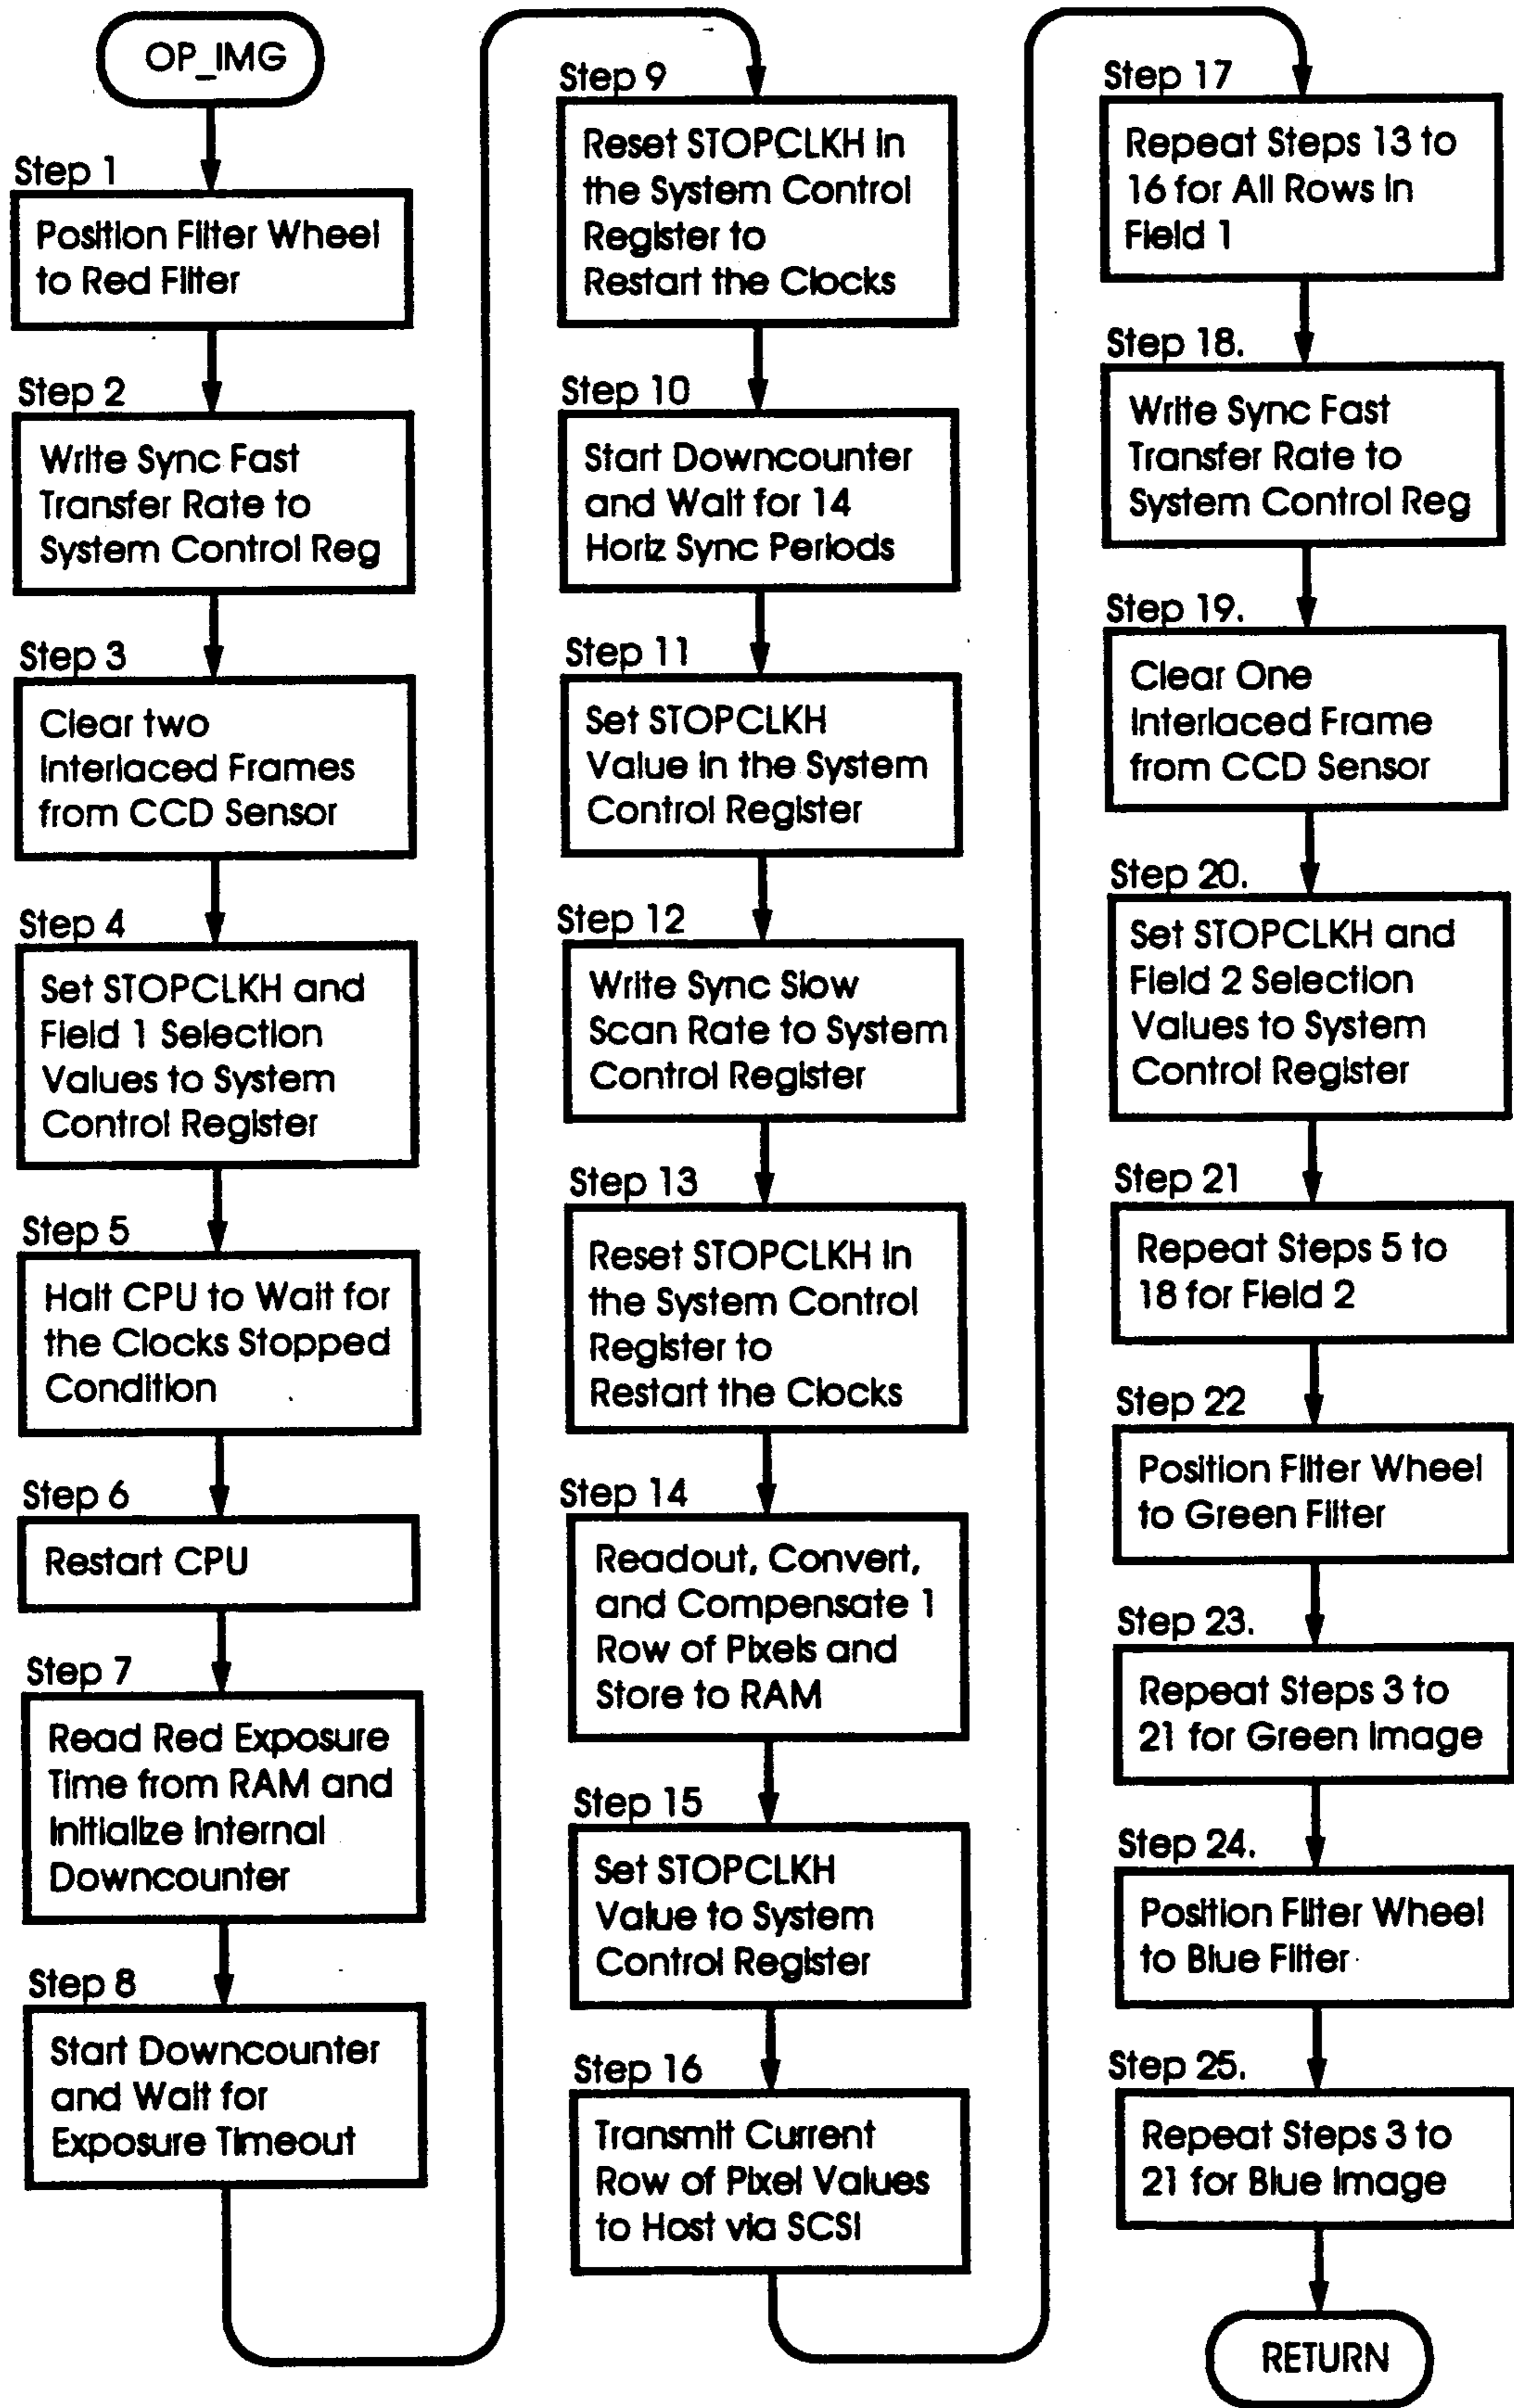 OP_IMG
Step 1
Position Filter Wheel
to Red Filter
Step 2
Write Sync Fast
Transfer Rate to
System Control Reg
Step 3
Clear two
Interlaced Frames
from CCD Sensor
Step 4
Set STOPCLKH and
Field 1 Selection
Values to System
Control Register
Step 5
Halt CPU to Wait for
the Clocks Stopped
Condition
Step 6
Restart CPU
Step 7
Read Red Exposure
Time from RAM and
Initialize Internal
Downcounter
Step 8
Start Downcounter
and Wait for
Exposure Timeout
Step 9
Reset STOPCLKH in
the System Control
Register to
Restart the Clocks
Step 10
Start Downcounter
and Wait for 14
Horiz Sync Periods
Step 11
Set STOPCLKH
Value in the System
Control Register
Step 12
Write Sync Slow
Scan Rate to System
Control Register
Step 13
Reset STOPCLKH in
the System Control
Register to
Restart the Clocks
Step 14
Readout, Convert,
and Compensate 1
Row of Pixels and
Store to RAM
Step 15
Set STOPCLKH
Value to System
Control Register
Step 16
Transmit Current
Row of Pixel Values
to Host via SCSI
Step 17
Repeat Steps 13 to
16 for All Rows in
Field 1
Step 18.
Write Sync Fast
Transfer Rate to
System Control Reg
Step 19.
Clear One
Interlaced Frame
from CCD Sensor
Step 20.
Set STOPCLKH and
Field 2 Selection
Values to System
Control Register
Step 21
Repeat Steps 5 to
18 for Field 2
Step 22
Position Filter Wheel
to Green Filter
Step 23.
Repeat Steps 3 to
21 for Green Image
Step 24.
Position Filter Wheel
to Blue Filter
Step 25.
Repeat Steps 3 to
21 for Blue Image
RETURN